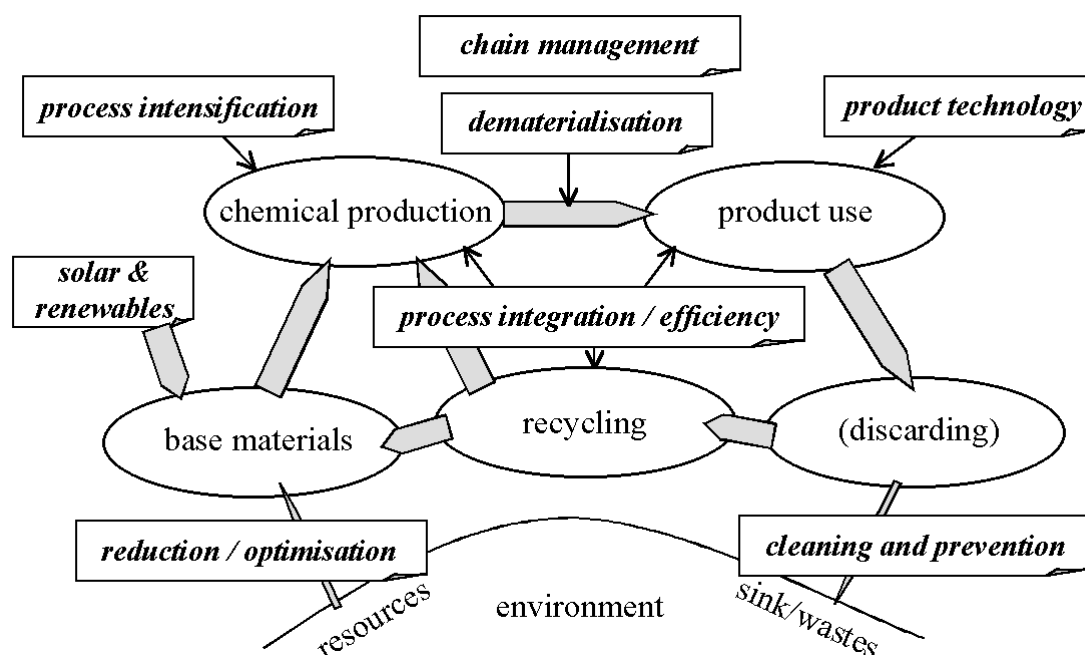 chain management
process intensification
dematerialisation
product technology
chemical production
product use
solar &
renewables
process integration / efficiency
base materials
recycling
(discarding)
reduction / optimisation
cleaning and prevention
resources
environment
sink/wastes